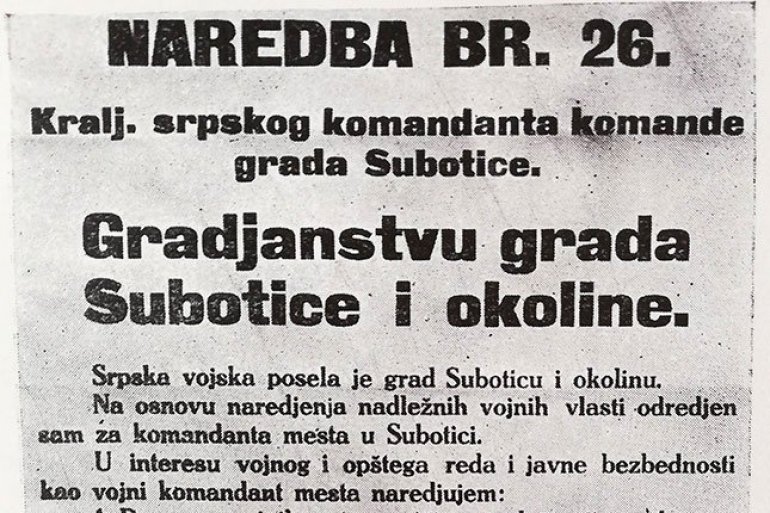 NAREDBA BR. 26.
Kralj. srpskog komandanta komande
grada Subotice.
Gradjanstvu grada
Subotice i okoline.
Srpska vojska posela je grad Suboticu i okolinu.
Na osnovu naredjenja nadležnih vojnih vlasti odredjen
sam za komandanta mesta u Subotici.
U interesu vojnog i opštega reda i javne bezbednosti
kao vojni komandant mesta naredjujem: